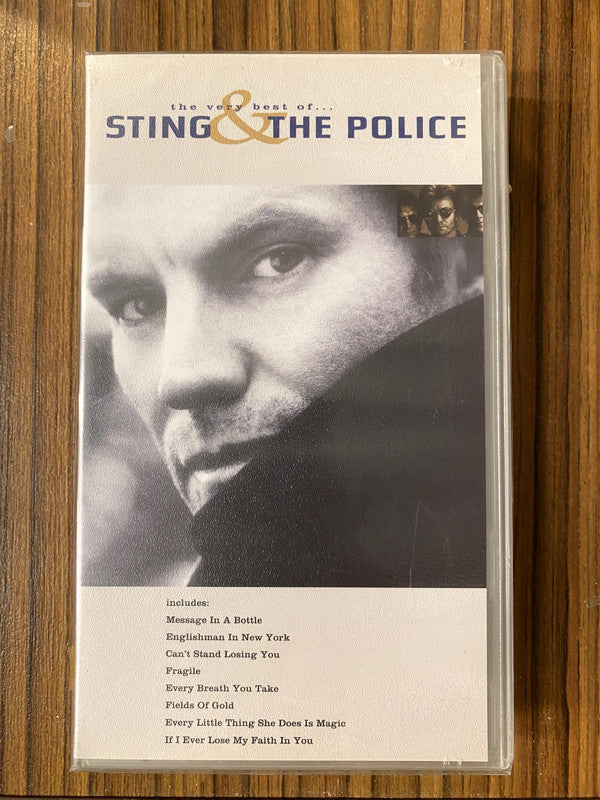 the very best of...
STING & THE POLICE
includes:
Message In A Bottle
Englishman In New York
Can't Stand Losing You
Fragile
Every Breath You Take
Fields Of Gold
Every Little Thing She Does Is Magic
If I Ever Lose My Faith In You